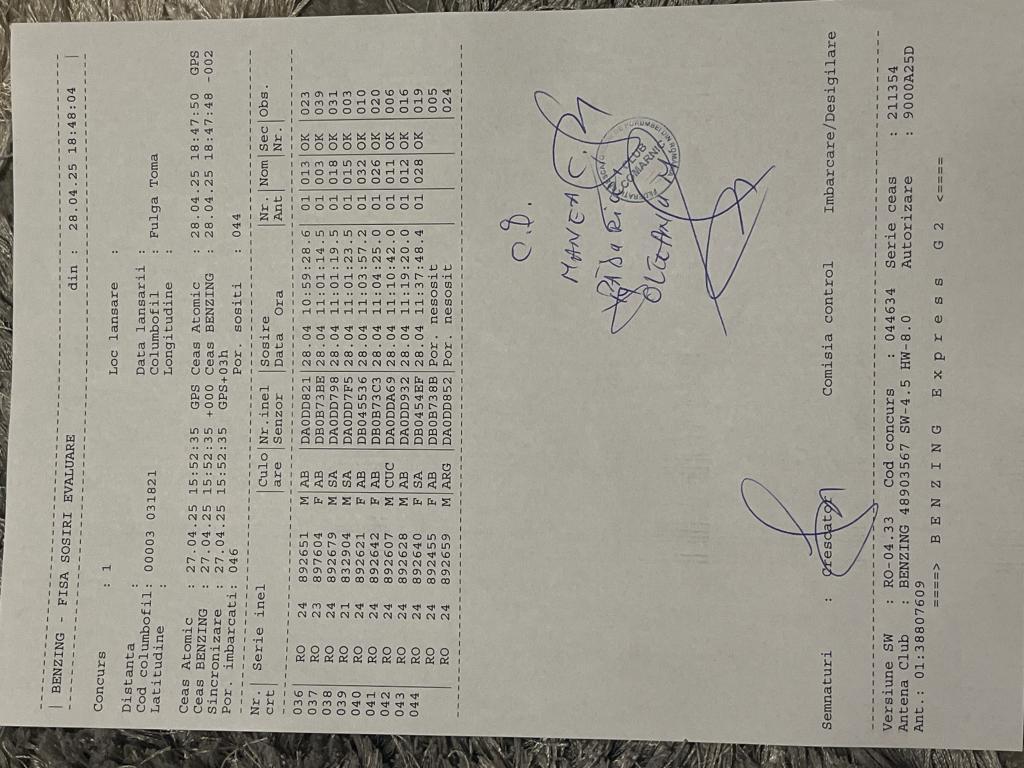 BENZING - FISA SOSIRI EVALUARE din : 28.04.25 18:48:04
Concurs : 1 Loc lansare :
Distanta : Data lansarii :
Cod columbofil: 00003 031821 Columbofil : Fulga Toma
Latitudine : Longitudine :
Ceas Atomic : 27.04.25 15:52:35 GPS Ceas Atomic : 28.04.25 18:47:50 GPS
Ceas BENZING : 27.04.25 15:52:35 +000 Ceas BENZING : 28.04.25 18:47:48 -002
Sincronizare : 27.04.25 15:52:35 GPS+03h
Por. imbarcati: 046 Por. sositi : 044
Nr.| Serie inel |Culo|Nr.inel |Sosire |Nr. |Nom|Sec|Obs.
crt| |are |Senzor |Data Ora |Ant | |Nr.|
036 RO 24 892651 M AB DA0DD821 28.04 10:59:28.6 01 013 OK 023
037 RO 23 897604 F AB DB0B73BE 28.04 11:01:14.5 01 003 OK 039
038 RO 24 892679 M SA DA0DD798 28.04 11:01:19.5 01 018 OK 031
039 RO 21 832904 M SA DA0DD7F5 28.04 11:01:23.5 01 015 OK 003
040 RO 24 892621 F AB DB045536 28.04 11:03:57.2 01 032 OK 010
041 RO 24 892642 F AB DB0B73C3 28.04 11:04:25.0 01 026 OK 020
042 RO 24 892607 M CUC DA0DDA69 28.04 11:10:42.0 01 011 OK 006
043 RO 24 892628 M AB DA0DD932 28.04 11:19:20.0 01 012 OK 016
044 RO 24 892640 F SA DB0454EF 28.04 11:37:48.4 01 028 OK 019
RO 24 892455 F AB DB0B738B Por. nesosit 005
RO 24 892659 M ARG DA0DD852 Por. nesosit 024
C.D.
MANEA C.
CLUB
COMARNIC
Semnaturi : Crescator Comisia control Imbarcare/Desigilare
Versiune SW : RO-04.33 Cod concurs : 044634 Serie ceas : 211354
Antena Club : BENZING 48903567 SW-4.5 HW-8.0 Autorizare : 9000A25D
Ant.: 01:38807609
====> B E N Z I N G E x p r e s s G 2 <====